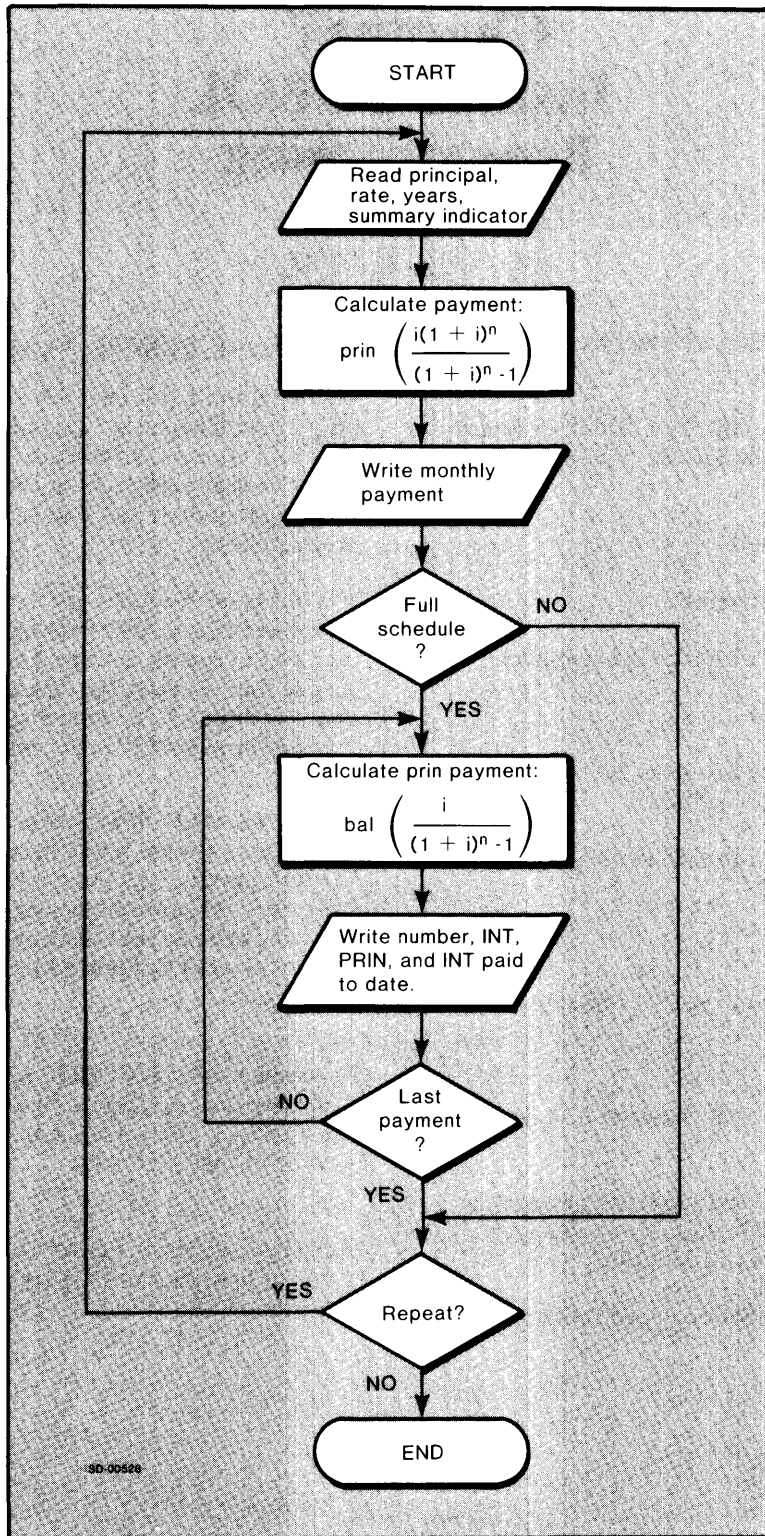 START
Read principal,
rate, years,
summary indicator
Calculate payment:
prin ( i(1 + i)ⁿ / (1 + i)ⁿ -1 )
Write monthly
payment
Full
schedule
?
NO
YES
Calculate prin payment:
bal ( i / (1 + i)ⁿ -1 )
Write number, INT,
PRIN, and INT paid
to date.
Last
payment
?
NO
YES
Repeat?
YES
NO
END
SD-00526